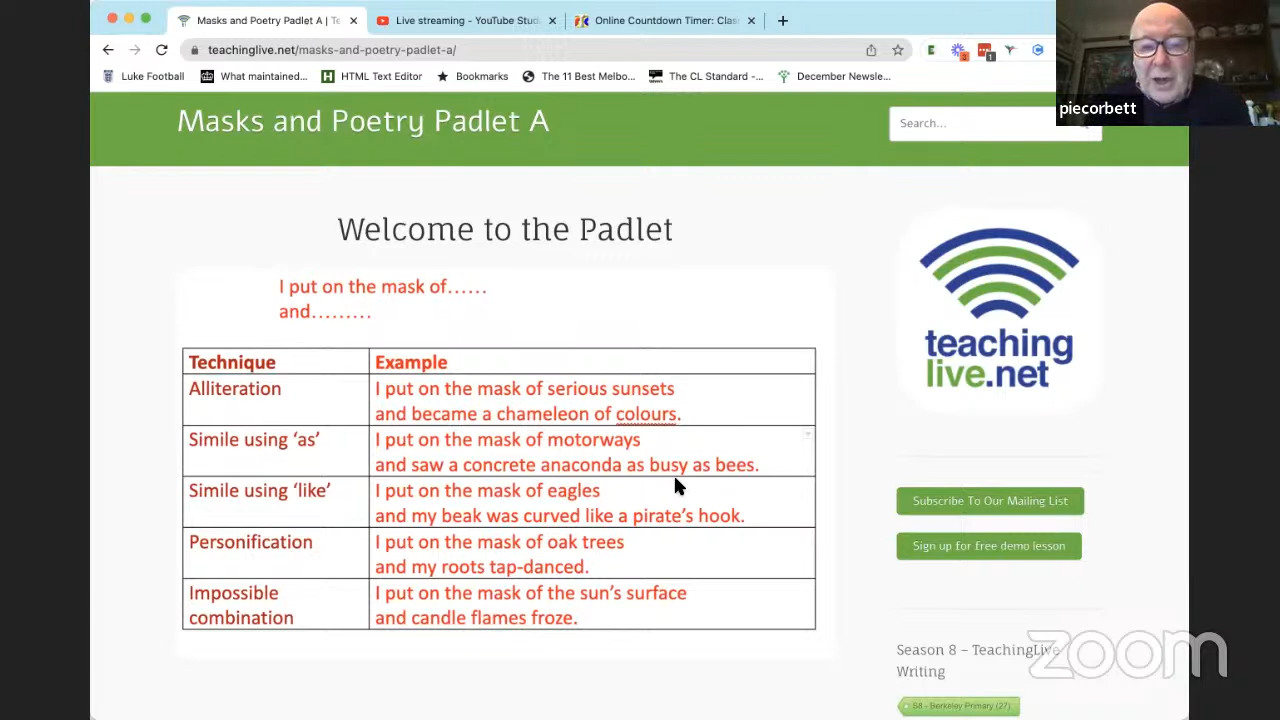 Masks and Poetry Padlet A | Te
Live streaming - YouTube Stud
Online Countdown Timer: Clas
teachinglive.net/masks-and-poetry-padlet-a/
Luke Football
What maintained...
HTML Text Editor
Bookmarks
The 11 Best Melbo...
The CL Standard -...
December Newsle...
piecorbett
Masks and Poetry Padlet A
Search...
Welcome to the Padlet
I put on the mask of……
and………
Technique Example
Alliteration I put on the mask of serious sunsets
and became a chameleon of colours.
Simile using ‘as’ I put on the mask of motorways
and saw a concrete anaconda as busy as bees.
Simile using ‘like’ I put on the mask of eagles
and my beak was curved like a pirate’s hook.
Personification I put on the mask of oak trees
and my roots tap-danced.
Impossible I put on the mask of the sun’s surface
combination and candle flames froze.
teaching
live.net
Subscribe To Our Mailing List
Sign up for free demo lesson
Season 8 – TeachingLive
Writing
S8 - Berkeley Primary (27)
zoom